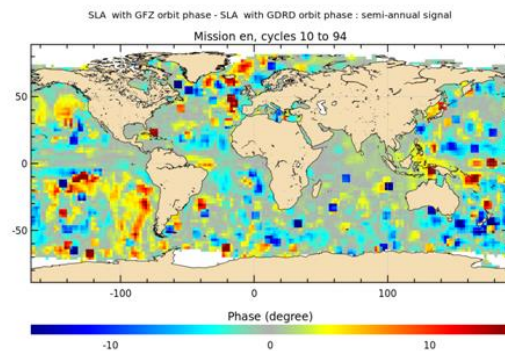 SLA with GFZ orbit phase - SLA with GDRD orbit phase : semi-annual signal
Mission en, cycles 10 to 94
50
0
-50
-100 0 100
Phase (degree)
-10 0 10